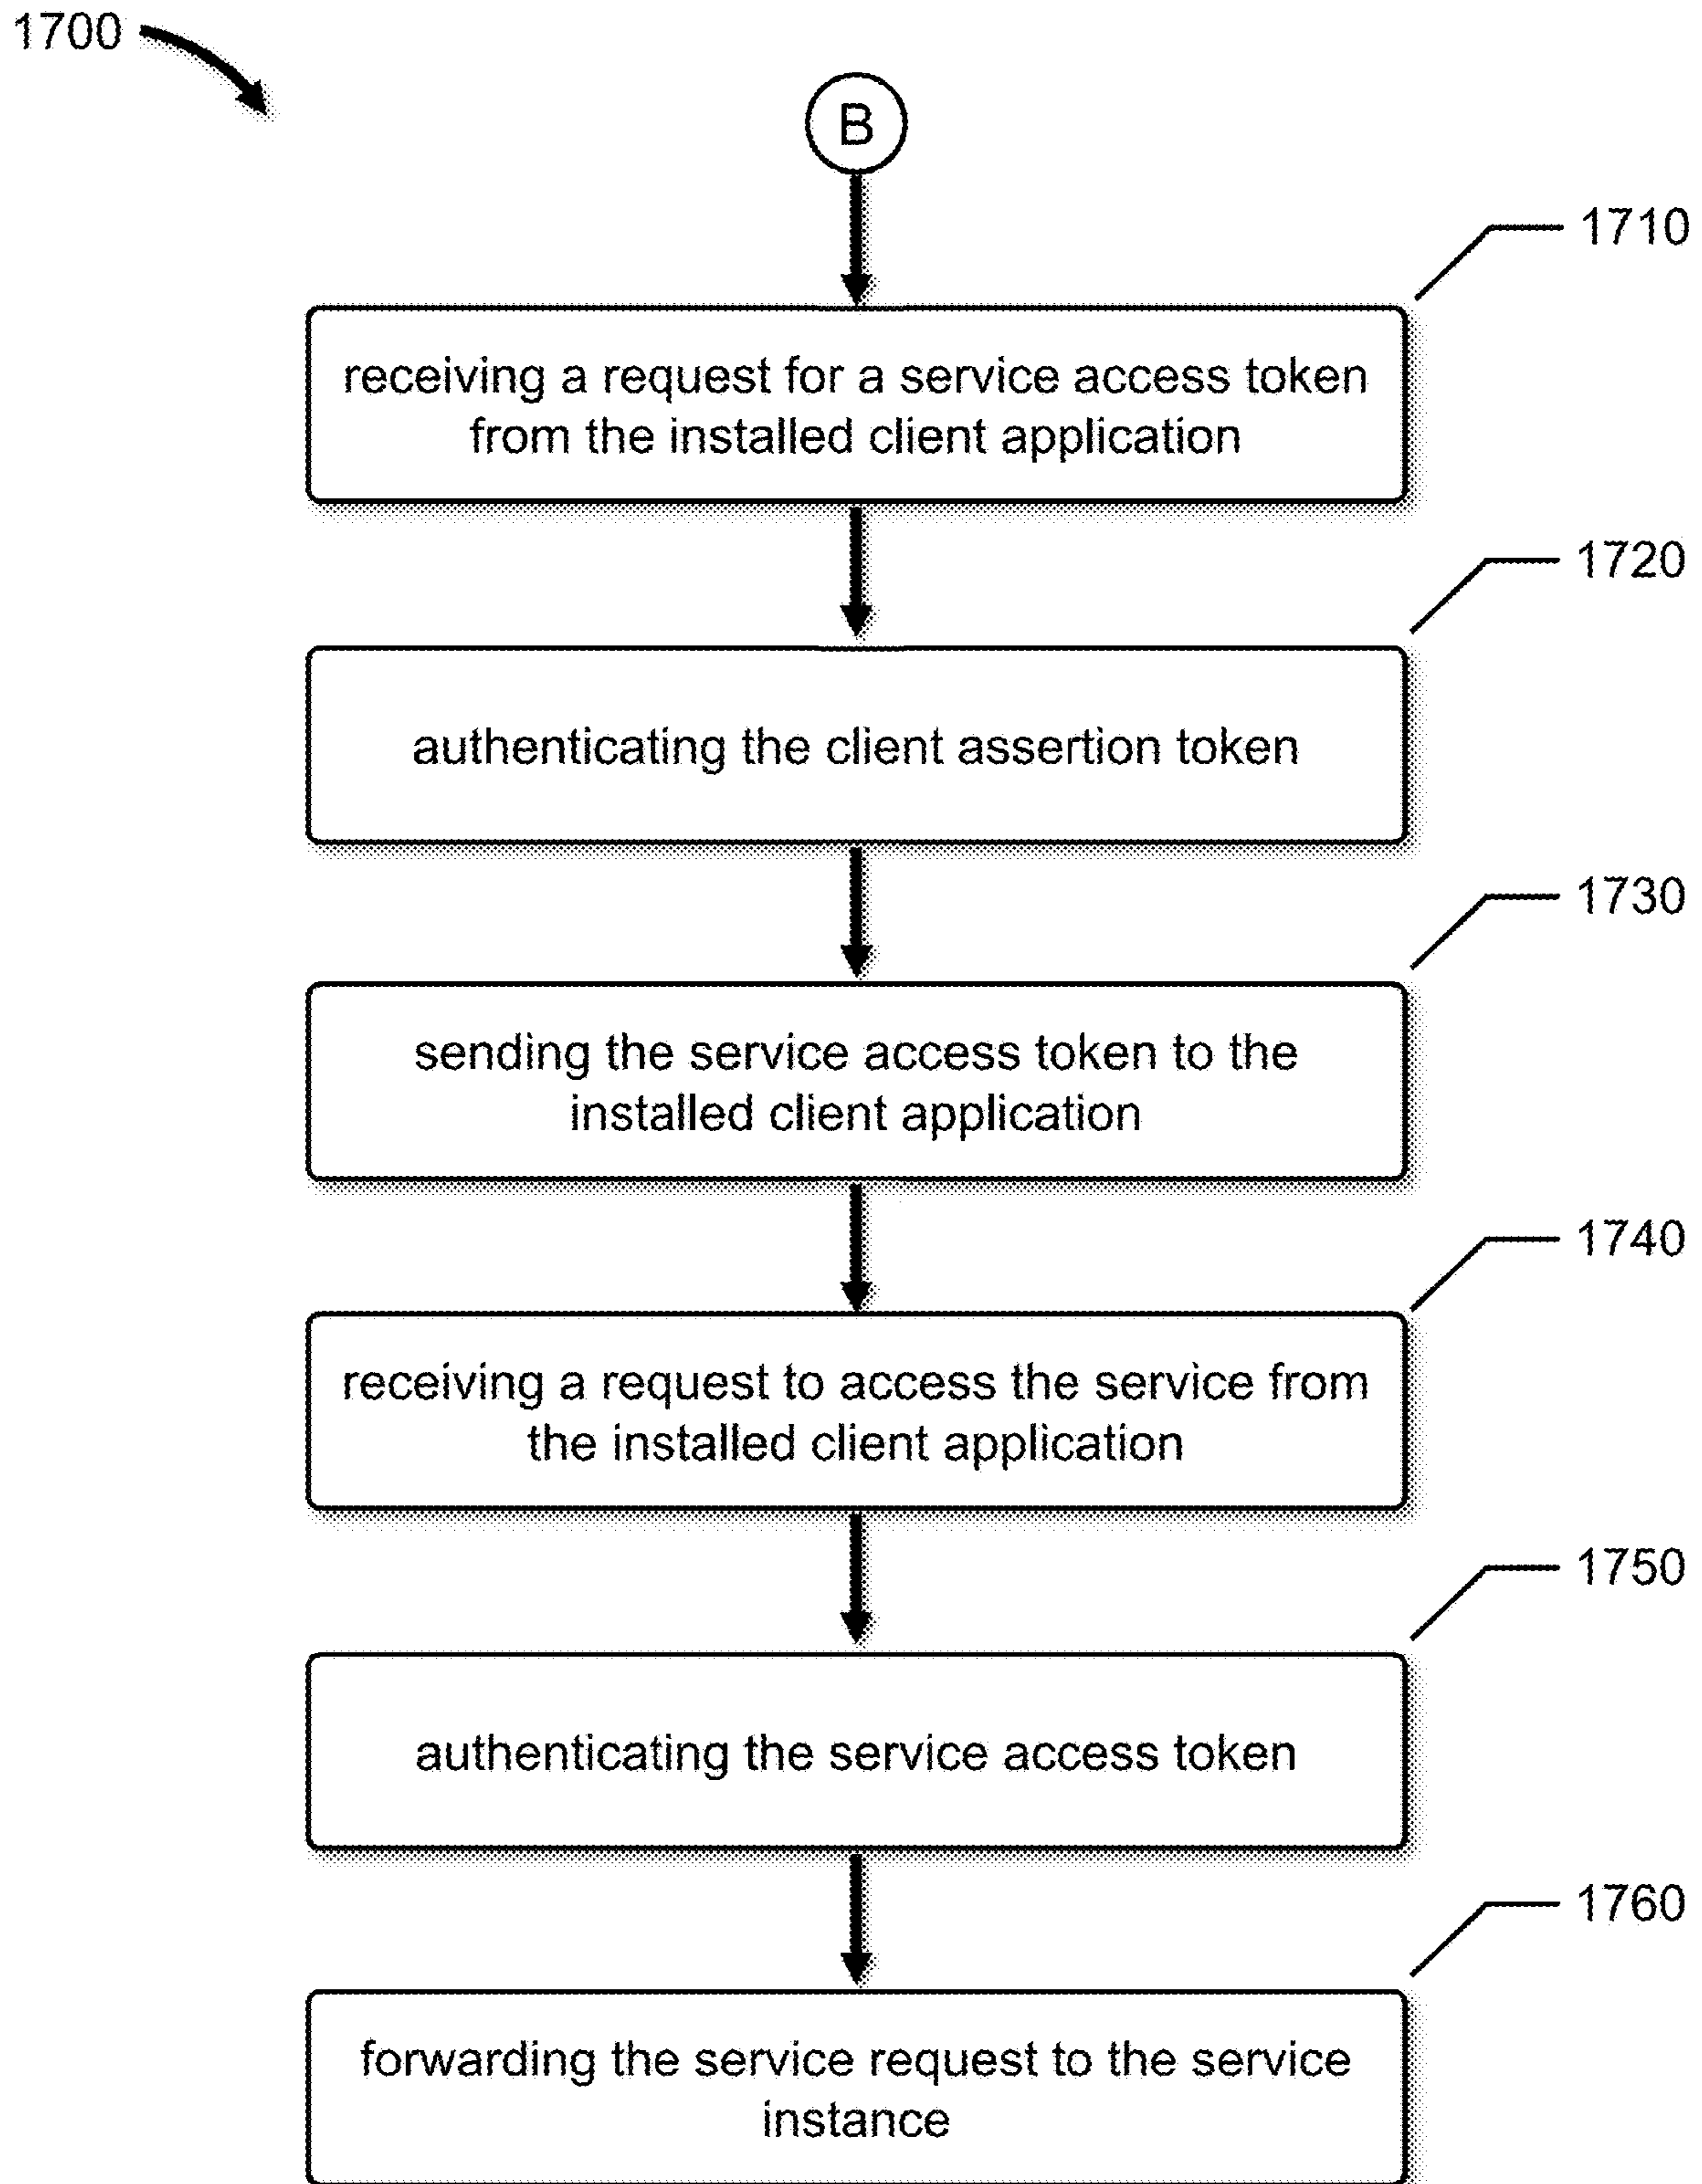 1700
B
1710
receiving a request for a service access token
from the installed client application
1720
authenticating the client assertion token
1730
sending the service access token to the
installed client application
1740
receiving a request to access the service from
the installed client application
1750
authenticating the service access token
1760
forwarding the service request to the service
instance